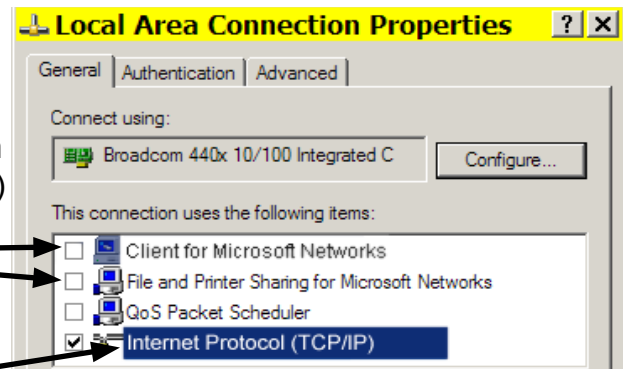 Local Area Connection Properties
General Authentication Advanced
Connect using:
Broadcom 440x 10/100 Integrated C Configure...
)
This connection uses the following items:
Client for Microsoft Networks
File and Printer Sharing for Microsoft Networks
QoS Packet Scheduler
Internet Protocol (TCP/IP)